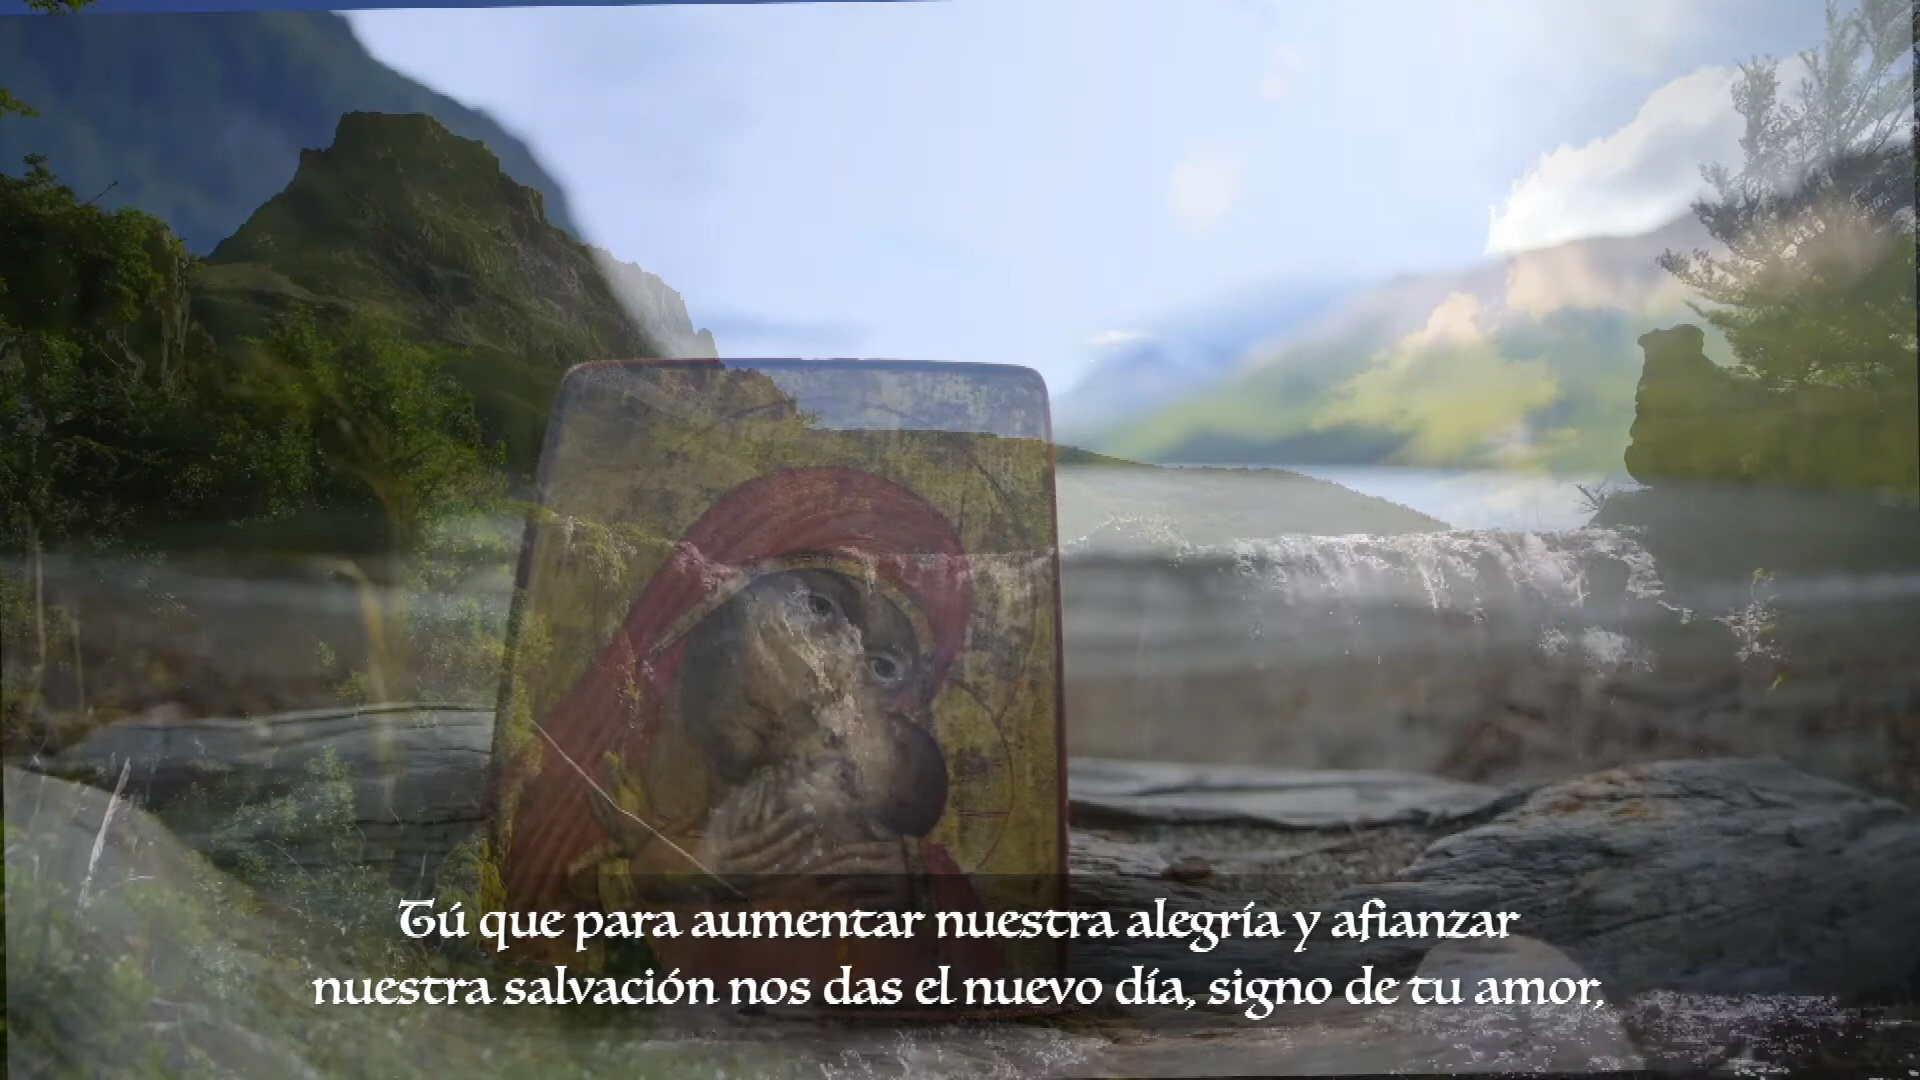 Tú que para aumentar nuestra alegría y afianzar
nuestra salvación nos das el nuevo día, signo de tu amor,